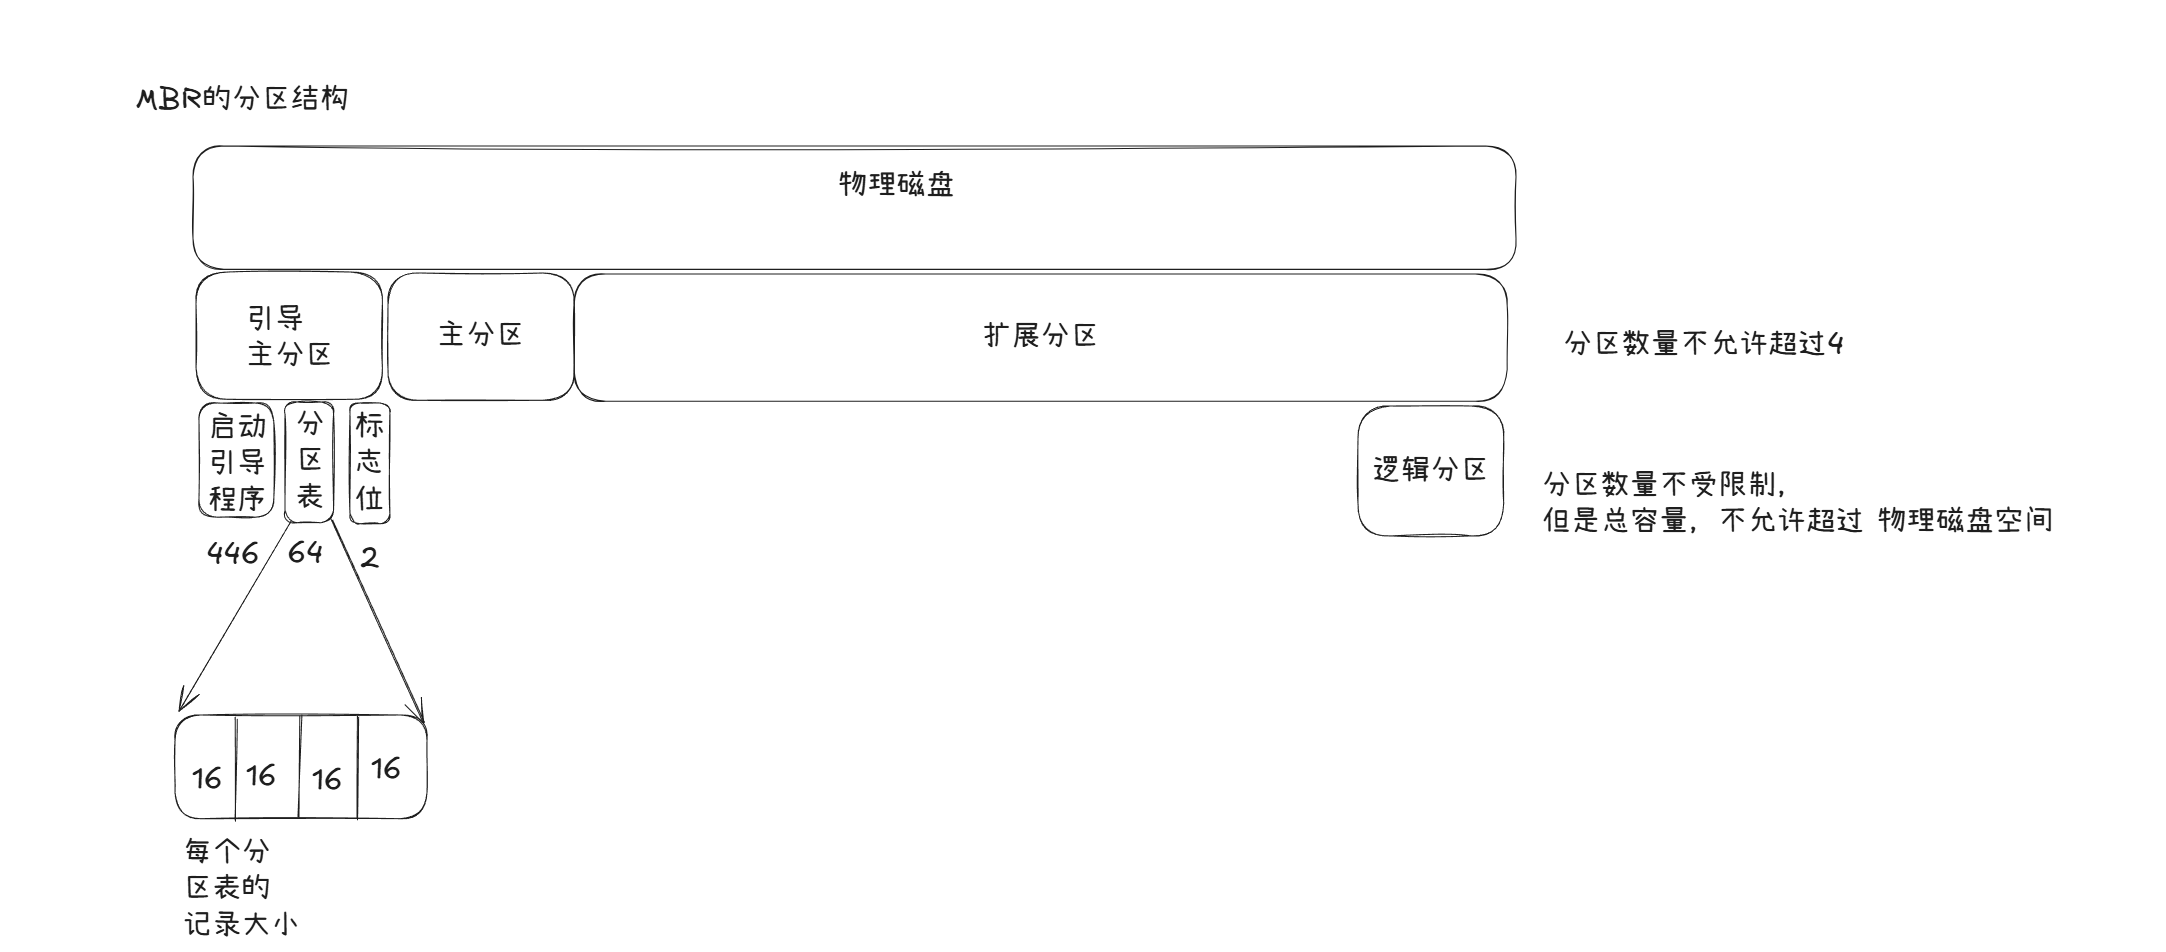 MBR的分区结构
物理磁盘
引导
主分区
主分区
扩展分区
分区数量不允许超过4
启动
引导
程序
分
区
表
标
志
位
逻辑分区
分区数量不受限制，
但是总容量，不允许超过 物理磁盘空间
446
64
2
16
16
16
16
每个分
区表的
记录大小